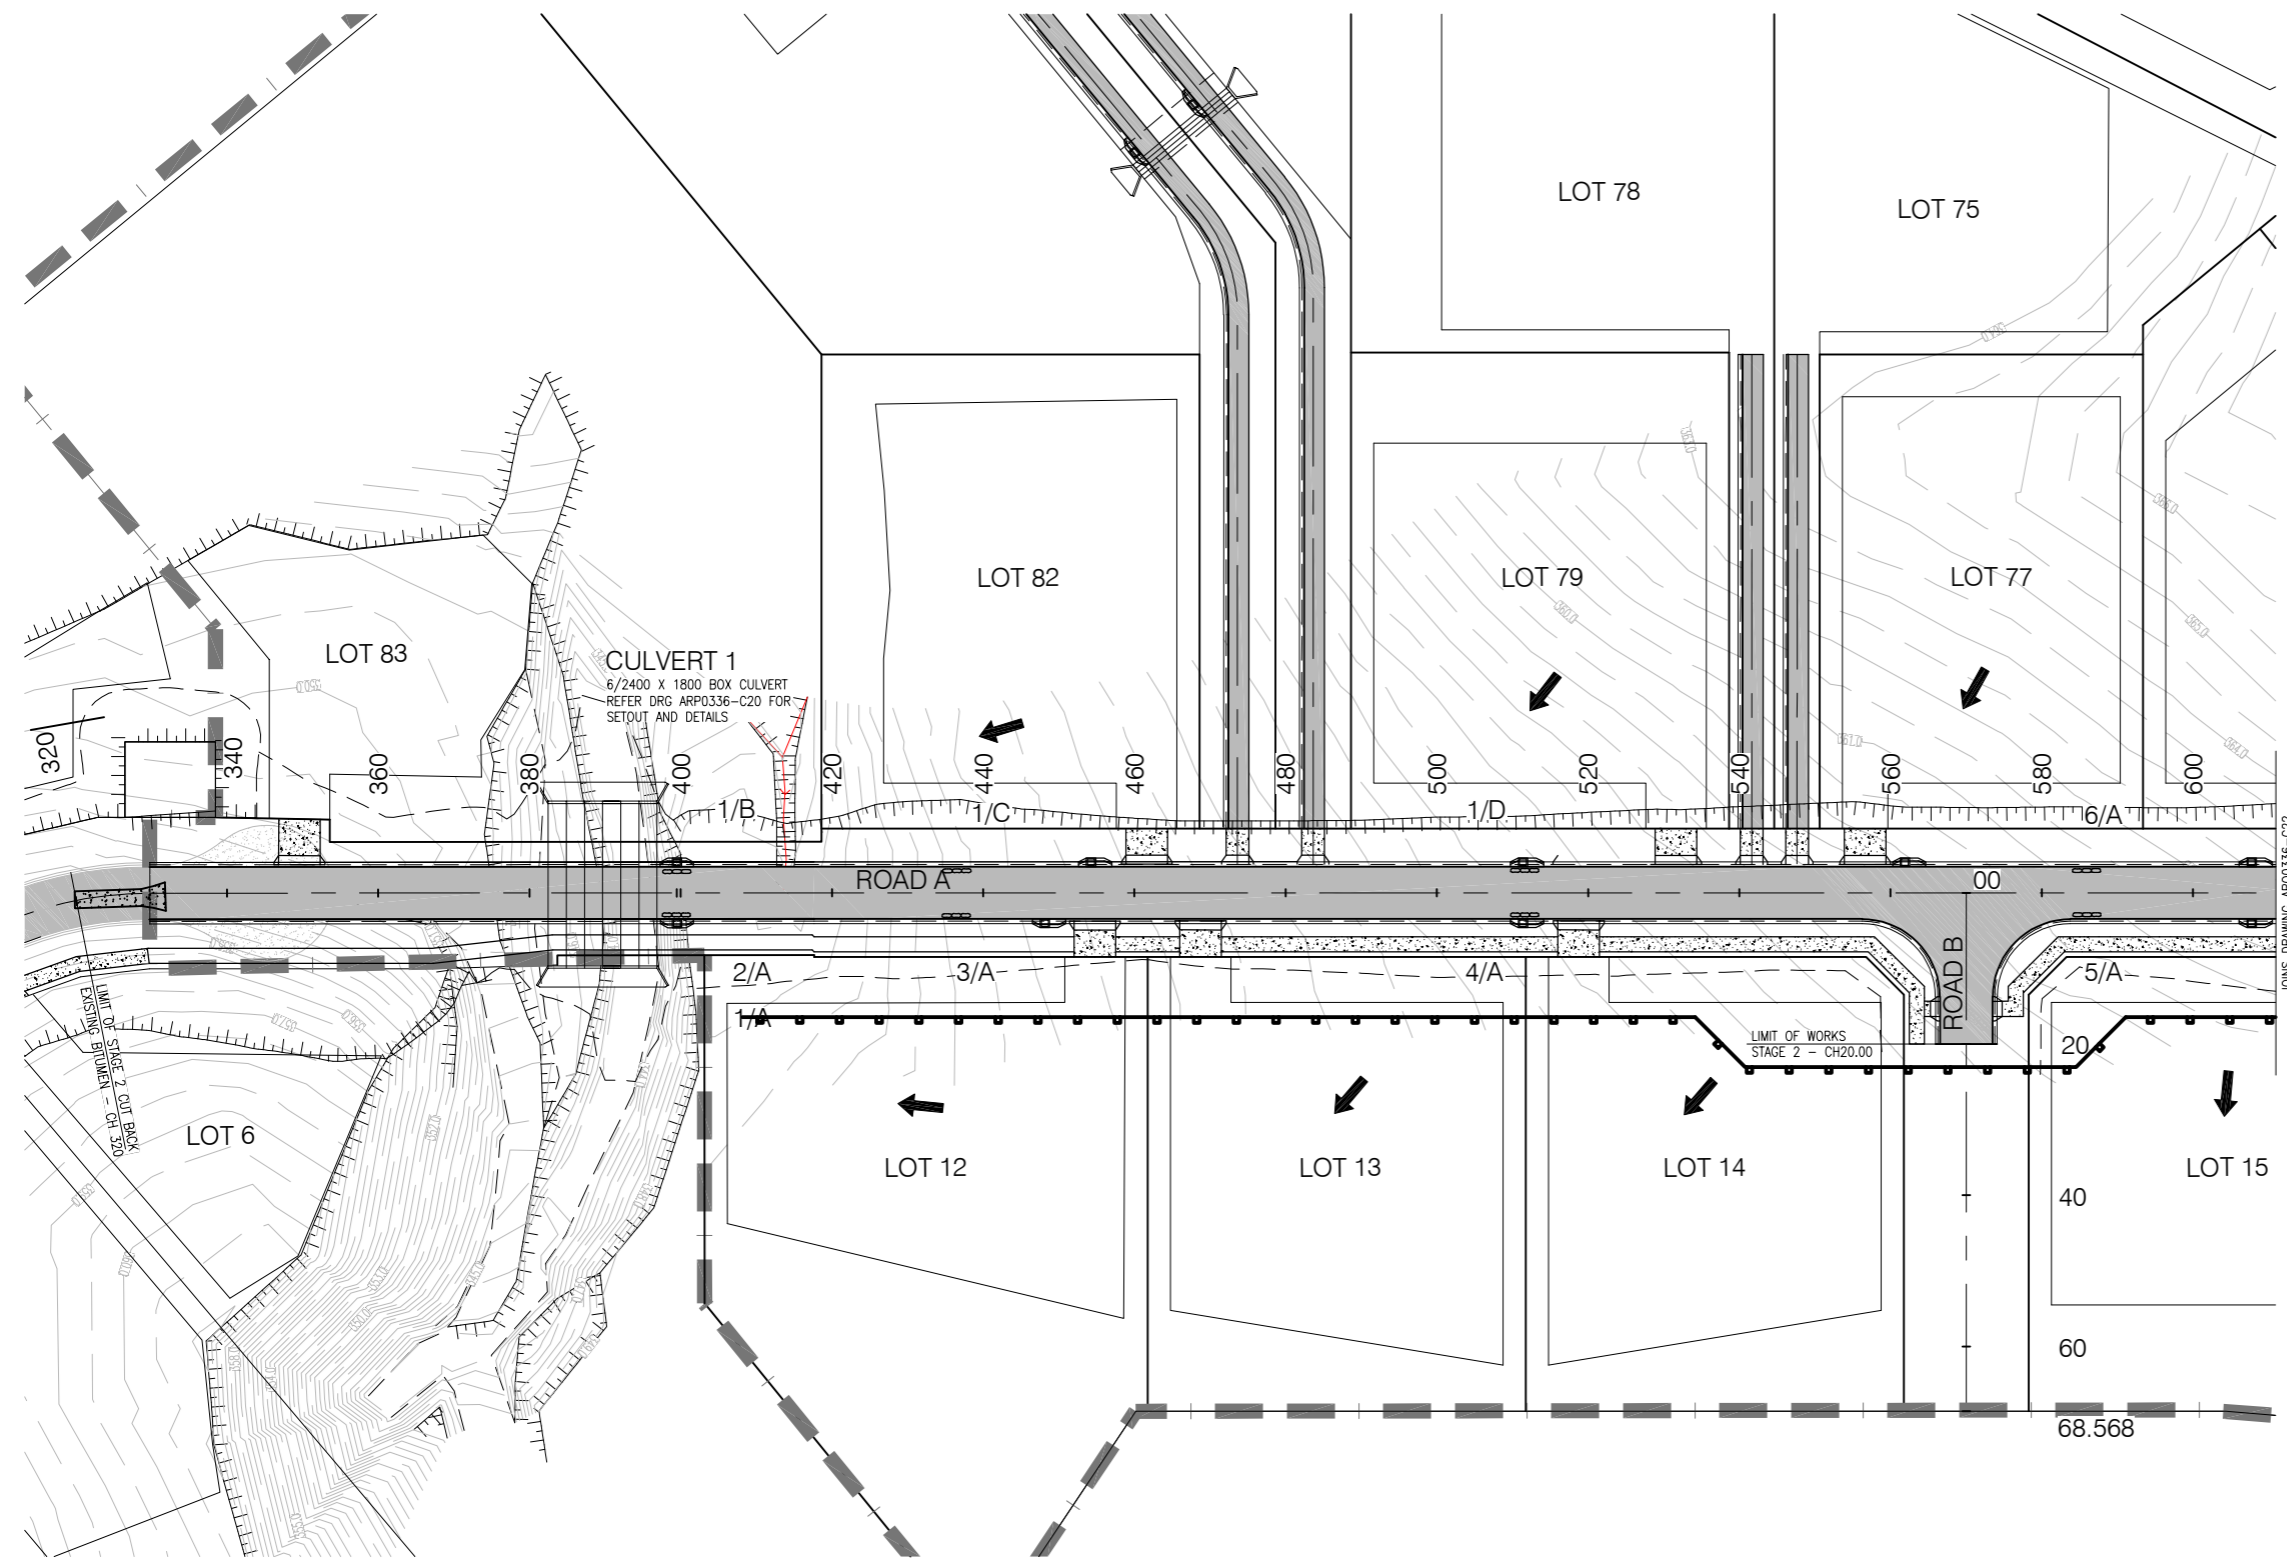 LOT 78
LOT 75
LOT 82
LOT 79
LOT 77
LOT 83
CULVERT 1
6/2400 X 1800 BOX CULVERT
REFER DRG ARP0336-C20 FOR
SETOUT AND DETAILS
320
340
360
380
400
420
440
460
480
500
520
540
560
580
600
1/B
1/C
1/D
6/A
ROAD A
00
ROAD B
2/A
3/A
4/A
5/A
1/A
LIMIT OF WORKS
STAGE 2 - CH20.00
20
LIMIT OF STAGE 2 CUT BACK
EXISTING BITUMEN - CH 320
LOT 6
LOT 12
LOT 13
LOT 14
LOT 15
40
60
68.568